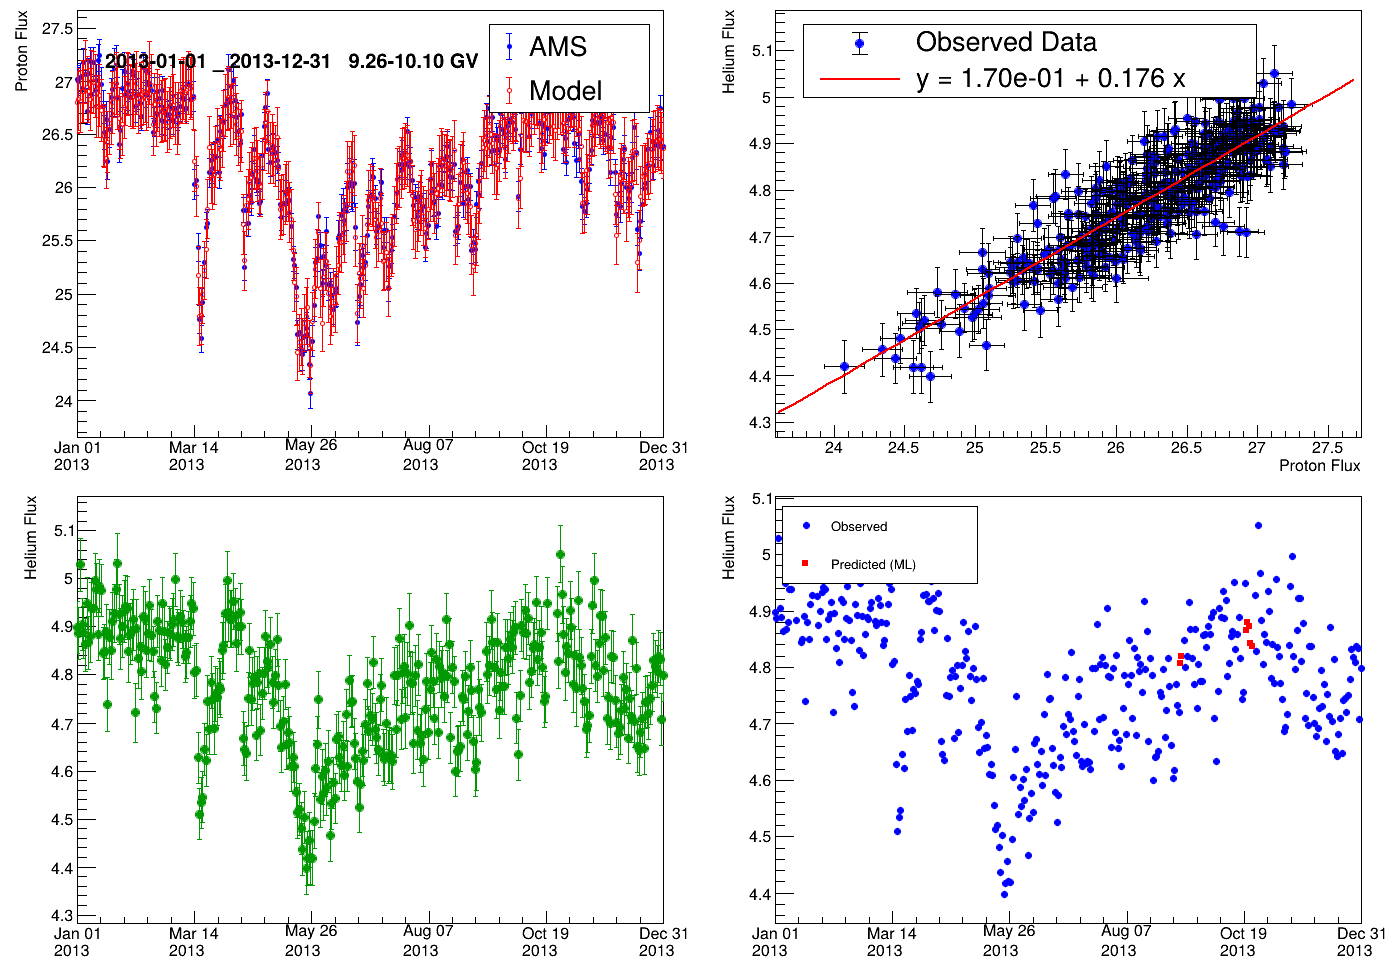 Proton Flux
27.5
27
26.5
26
25.5
25
24.5
24
2013-01-01 _ 2013-12-31 9.26-10.10 GV
AMS
Model
Jan 01 2013
Mar 14 2013
May 26 2013
Aug 07 2013
Oct 19 2013
Dec 31 2013
Helium Flux
5.1
5
4.9
4.8
4.7
4.6
4.5
4.4
4.3
Observed Data
y = 1.70e-01 + 0.176 x
24
24.5
25
25.5
26
26.5
27
27.5
Proton Flux
Helium Flux
5.1
5
4.9
4.8
4.7
4.6
4.5
4.4
4.3
Jan 01 2013
Mar 14 2013
May 26 2013
Aug 07 2013
Oct 19 2013
Dec 31 2013
Helium Flux
5.1
5
4.9
4.8
4.7
4.6
4.5
4.4
Observed
Predicted (ML)
Jan 01 2013
Mar 14 2013
May 26 2013
Aug 07 2013
Oct 19 2013
Dec 31 2013